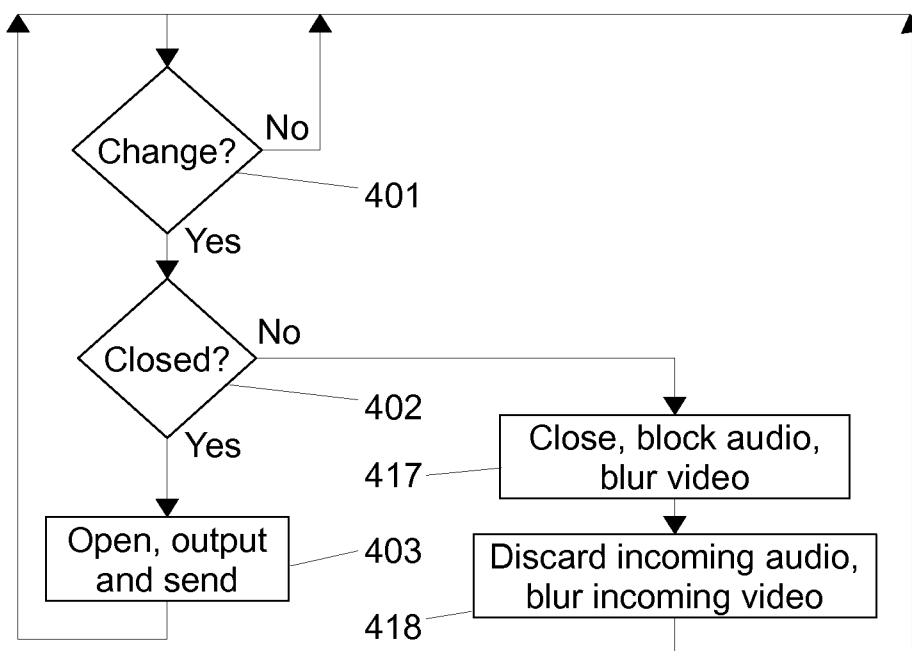 No
Change?
401
Yes
No
Closed?
402
Yes
Close, block audio,
blur video
417
Open, output
and send
403
Discard incoming audio,
blur incoming video
418